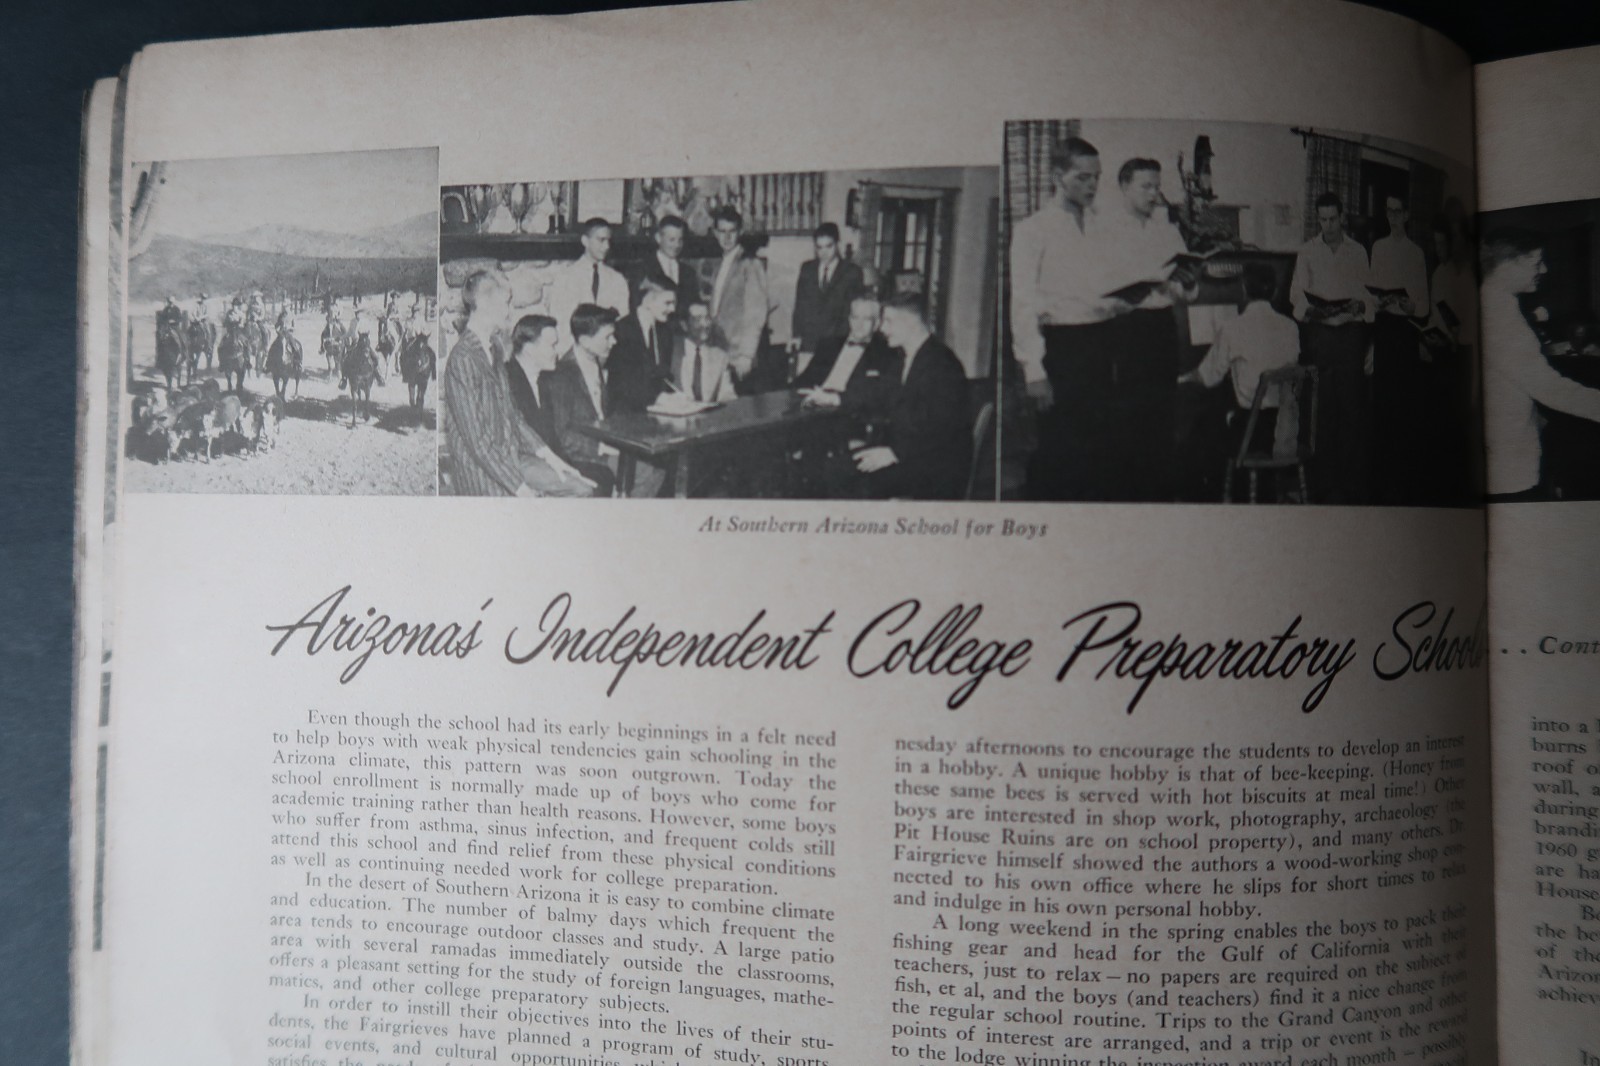 At Southern Arizona School for Boys
Arizona's Independent College Preparatory School
. . Cont
Even though the school had its early beginnings in a felt need
to help boys with weak physical tendencies gain schooling in the
Arizona climate, this pattern was soon outgrown. Today the
school enrollment is normally made up of boys who come for
academic training rather than health reasons. However, some boys
who suffer from asthma, sinus infection, and frequent colds still
attend this school and find relief from these physical conditions
as well as continuing needed work for college preparation.
In the desert of Southern Arizona it is easy to combine climate
and education. The number of balmy days which frequent the
area tends to encourage outdoor classes and study. A large patio
area with several ramadas immediately outside the classrooms,
offers a pleasant setting for the study of foreign languages, mathe-
matics, and other college preparatory subjects.
In order to instill their objectives into the lives of their stu-
dents, the Fairgrieves have planned a program of study, sports
social events, and cultural opportunities
satisfies the
nesday afternoons to encourage the students to develop an interest
in a hobby. A unique hobby is that of bee-keeping. (Honey from
these same bees is served with hot biscuits at meal time!) Other
boys are interested in shop work, photography, archaeology (the
Pit House Ruins are on school property), and many others. Dr
Fairgrieve himself showed the authors a wood-working shop con-
nected to his own office where he slips for short times to relax
and indulge in his own personal hobby.
A long weekend in the spring enables the boys to pack their
fishing gear and head for the Gulf of California with their
teachers, just to relax — no papers are required on the subject of
fish, et al, and the boys (and teachers) find it a nice change from
the regular school routine. Trips to the Grand Canyon and other
points of interest are arranged, and a trip or event is the reward
to the lodge winning the inspection award each month — possibly
into a
burns
roof o
wall, a
during
brandi
1960 g
are ha
House
Be
the be
of the
Arizon
achiev
In